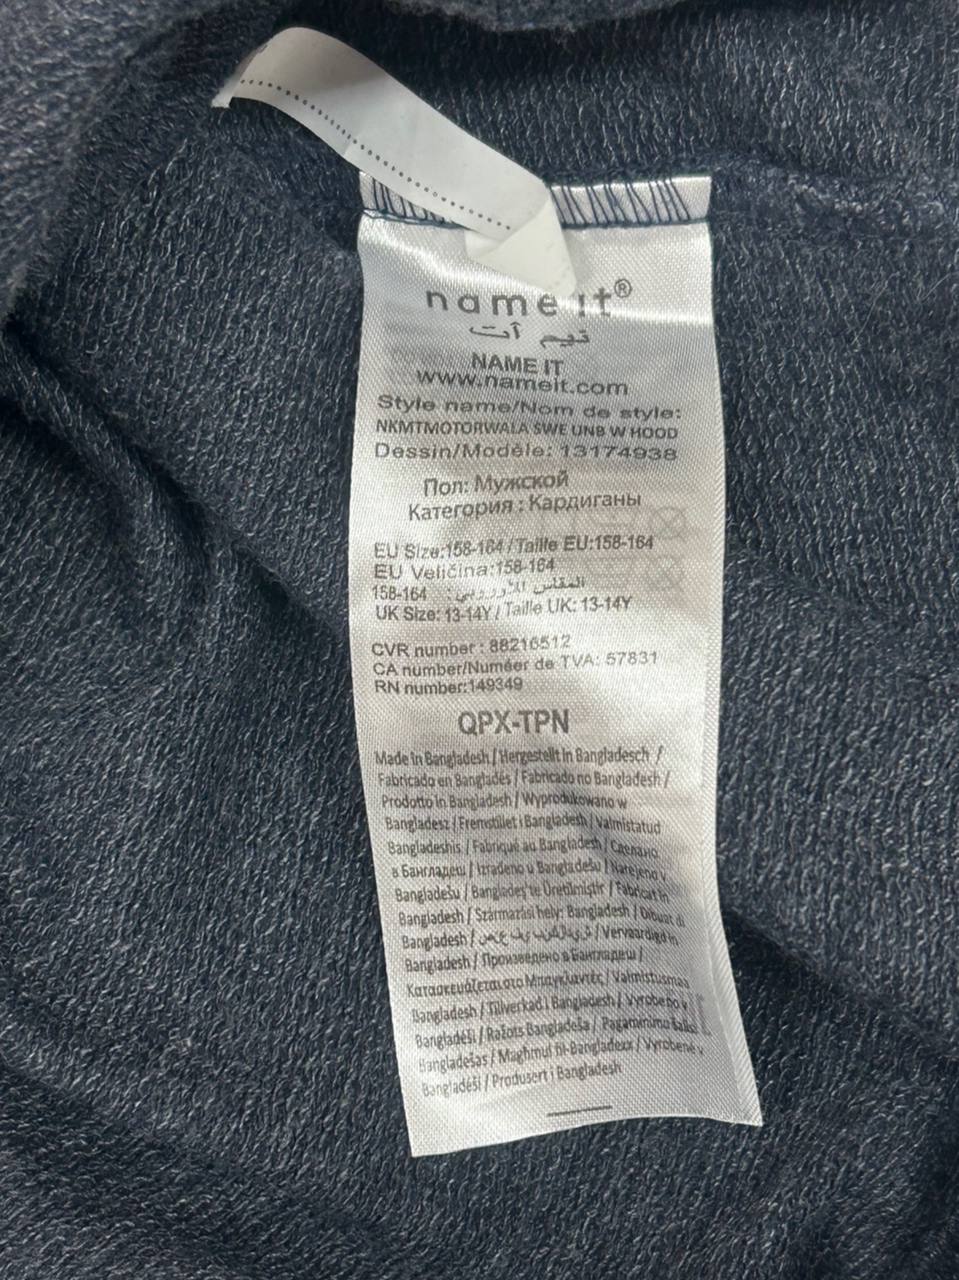 name it®
نيم آت
NAME IT
www.nameit.com
Style name/Nom de style:
NKMTMOTORWALA SWE UNB W HOOD
Dessin/Modèle: 13174938
Пол: Мужской
Категория : Кардиганы
EU Size:158-164 / Taille EU:158-164
EU Veličina:158-164
158-164 : المقاس الأوروبي
UK Size: 13-14Y / Taille UK: 13-14Y
CVR number : 88216512
CA number/Numéer de TVA: 57831
RN number:149349
QPX-TPN
Made in Bangladesh / Hergestellt in Bangladesch /
Fabricado en Bangladés / Fabricado no Bangladesh /
Prodotto in Bangladesh / Wyprodukowano w
Bangladesz / Fremstillet i Bangladesh / Valmistatud
Bangladeshis / Fabriqué au Bangladesh / Сделано
в Бангладеш / Izrađeno u Bangladešu / Narejeno v
Bangladešu / Bangladeş'te Üretilmiştir / Fabricat în
Bangladesh / Származási hely: Bangladesh / Dibuat di
Bangladesh / / Vervaardigd in
Bangladesh / Произведено в Бангладеш /
Κατασκευάζεται στο Μπαγκλαντές / Valmistusmaa
Bangladesh / Tillverkad i Bangladesh / Vyrobeno v
Bangladéši / Ražots Bangladeša / Pagaminimo šalis
Bangladešas / Magħmul fil-Bangladexx / Vyrobené v
Bangladéši / Produsert i Bangladesh